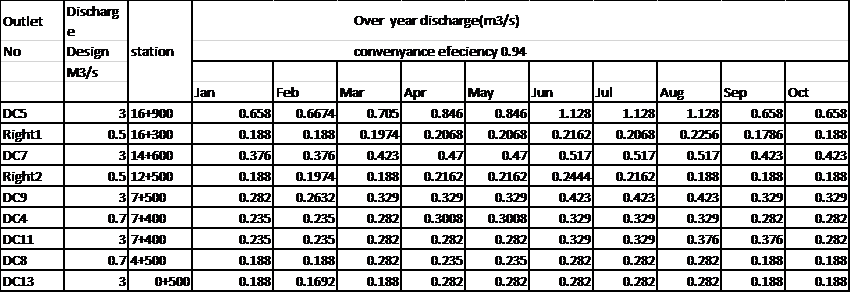 Outlet Discharg e Over year discharge(m3/s)
No Design station convenyance efeciency 0.94
M3/s
Jan Feb Mar Apr May Jun Jul Aug Sep Oct
DC5 3 16+900 0.658 0.6674 0.705 0.846 0.846 1.128 1.128 1.128 0.658 0.658
Right1 0.5 16+300 0.188 0.188 0.1974 0.2068 0.2068 0.2162 0.2068 0.2256 0.1786 0.188
DC7 3 14+600 0.376 0.376 0.423 0.47 0.47 0.517 0.517 0.517 0.423 0.423
Right2 0.5 12+500 0.188 0.1974 0.188 0.2162 0.2162 0.2444 0.2162 0.188 0.188 0.188
DC9 3 7+500 0.282 0.2632 0.329 0.329 0.329 0.423 0.423 0.423 0.329 0.329
DC4 0.7 7+400 0.235 0.235 0.282 0.3008 0.3008 0.329 0.329 0.329 0.282 0.282
DC11 3 7+400 0.235 0.235 0.282 0.282 0.282 0.329 0.329 0.376 0.376 0.282
DC8 0.7 4+500 0.188 0.188 0.282 0.235 0.235 0.282 0.282 0.282 0.188 0.188
DC13 3 0+500 0.188 0.1692 0.188 0.282 0.282 0.282 0.282 0.282 0.188 0.188